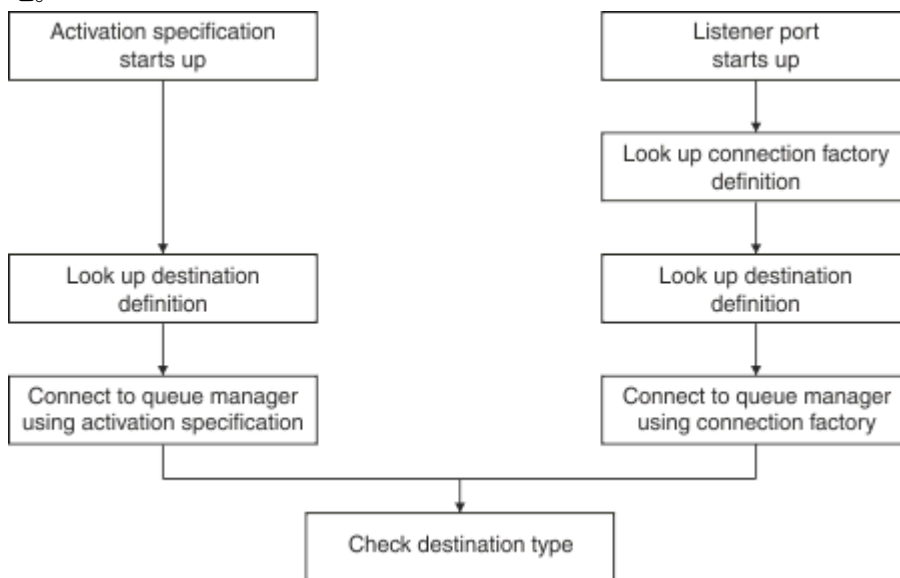 Activation specification
starts up
Listener port
starts up
Look up connection factory
definition
Look up destination
definition
Look up destination
definition
Connect to queue manager
using activation specification
Connect to queue manager
using connection factory
Check destination type